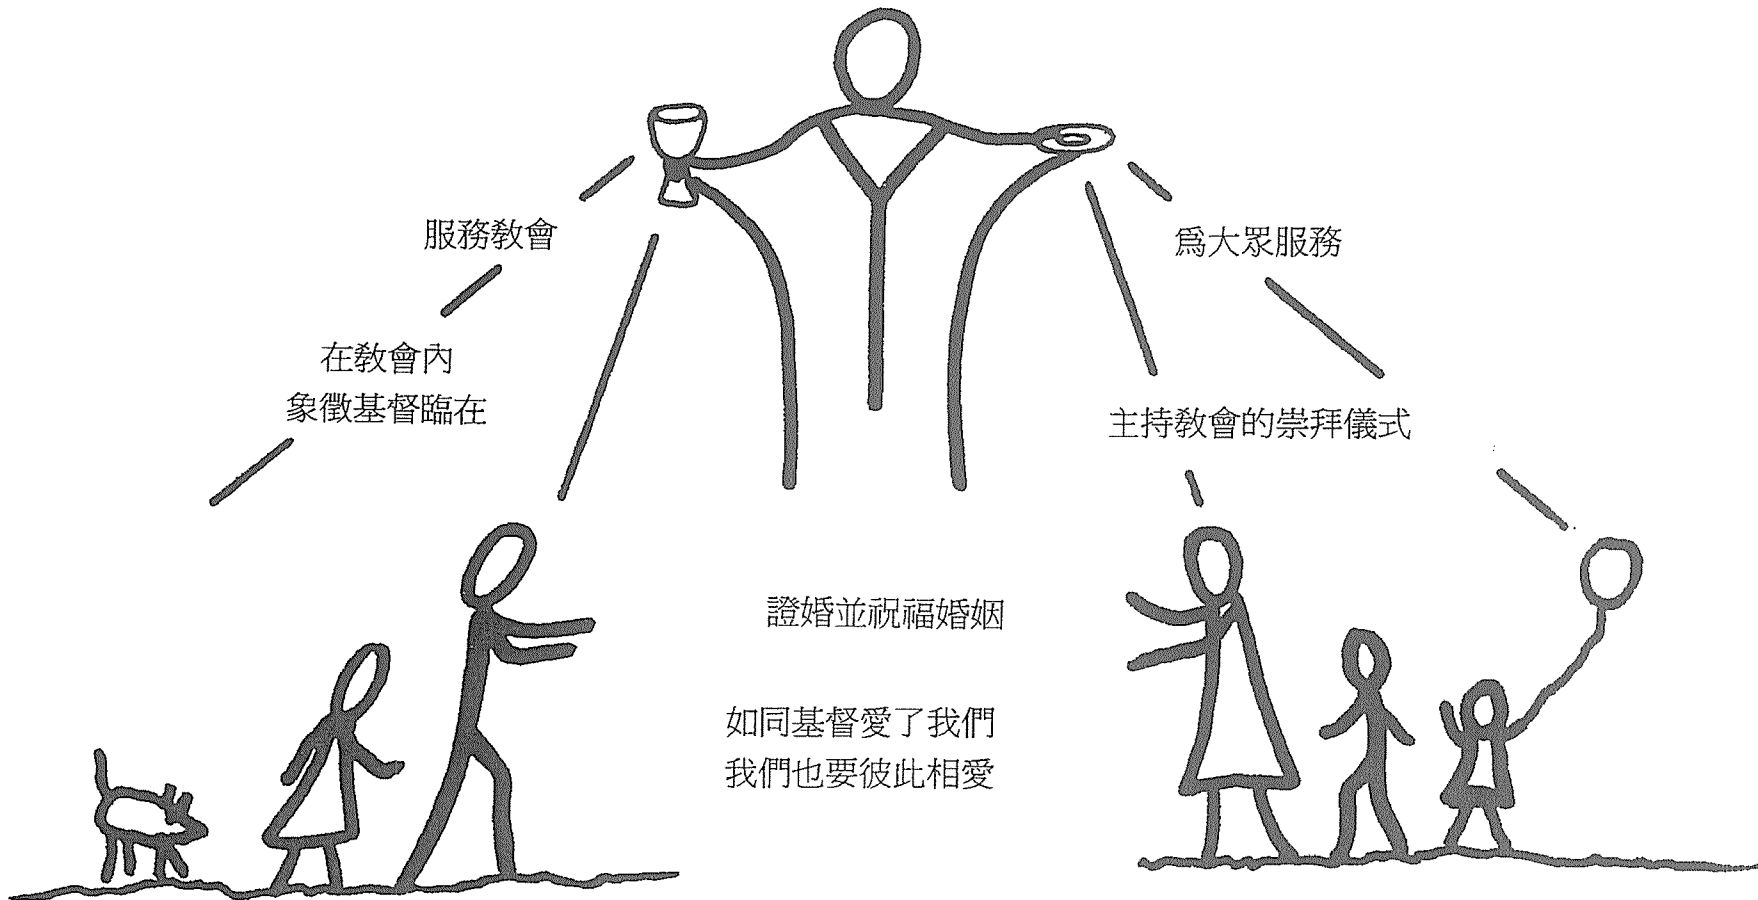 服務教會
為大眾服務
在教會內
象徵基督臨在
主持教會的崇拜儀式
證婚並祝福婚姻
如同基督愛了我們
我們也要彼此相愛